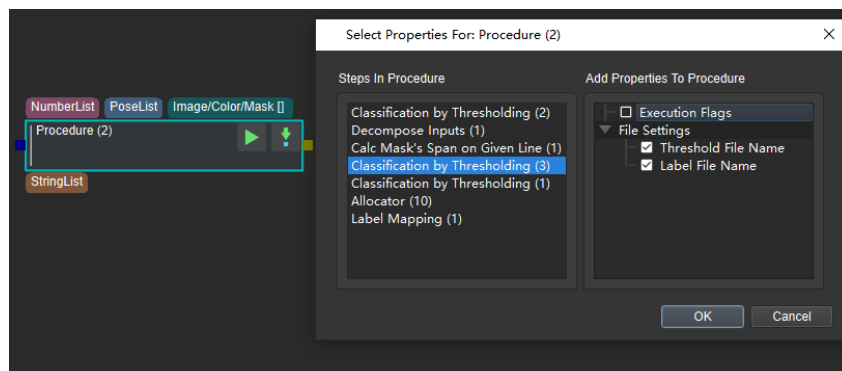 Select Properties For: Procedure (2)
Steps In Procedure
Add Properties To Procedure
NumberList
PoseList
Image/Color/Mask []
Procedure (2)
StringList
Classification by Thresholding (2)
Decompose Inputs (1)
Calc Mask's Span on Given Line (1)
Classification by Thresholding (3)
Classification by Thresholding (1)
Allocator (10)
Label Mapping (1)
Execution Flags
File Settings
Threshold File Name
Label File Name
OK
Cancel